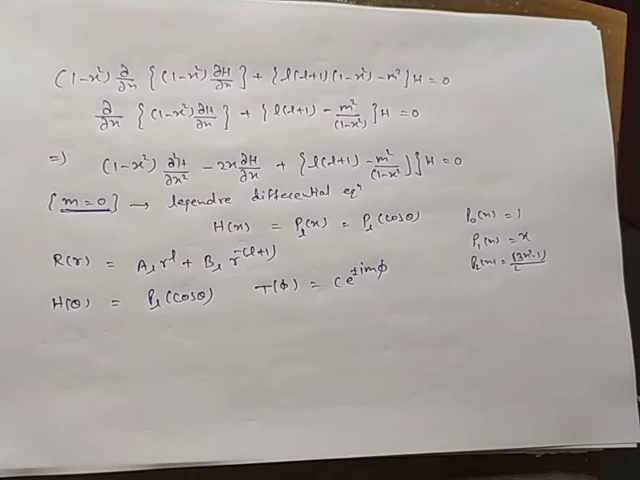 (1-x²) ∂/∂x {(1-x²) ∂H/∂x} + {l(l+1)(1-x²) - m²}H = 0
∂/∂x {(1-x²) ∂H/∂x} + {l(l+1) - m²/(1-x²)}H = 0
=) (1-x²) ∂²H/∂x² - 2x ∂H/∂x + {l(l+1) - m²/(1-x²)}H = 0
{m=0} → legendre differential eqⁿ
H(x) = Pₗ(x) = Pₗ(cosθ) P₀(x) = 1
P₁(x) = x
R(r) = Aₗ rˡ + Bₗ r^-(l+1) P₂(x) = (3x²-1)/2
H(θ) = Pₗ(cosθ) T(φ) = C e^±imφ